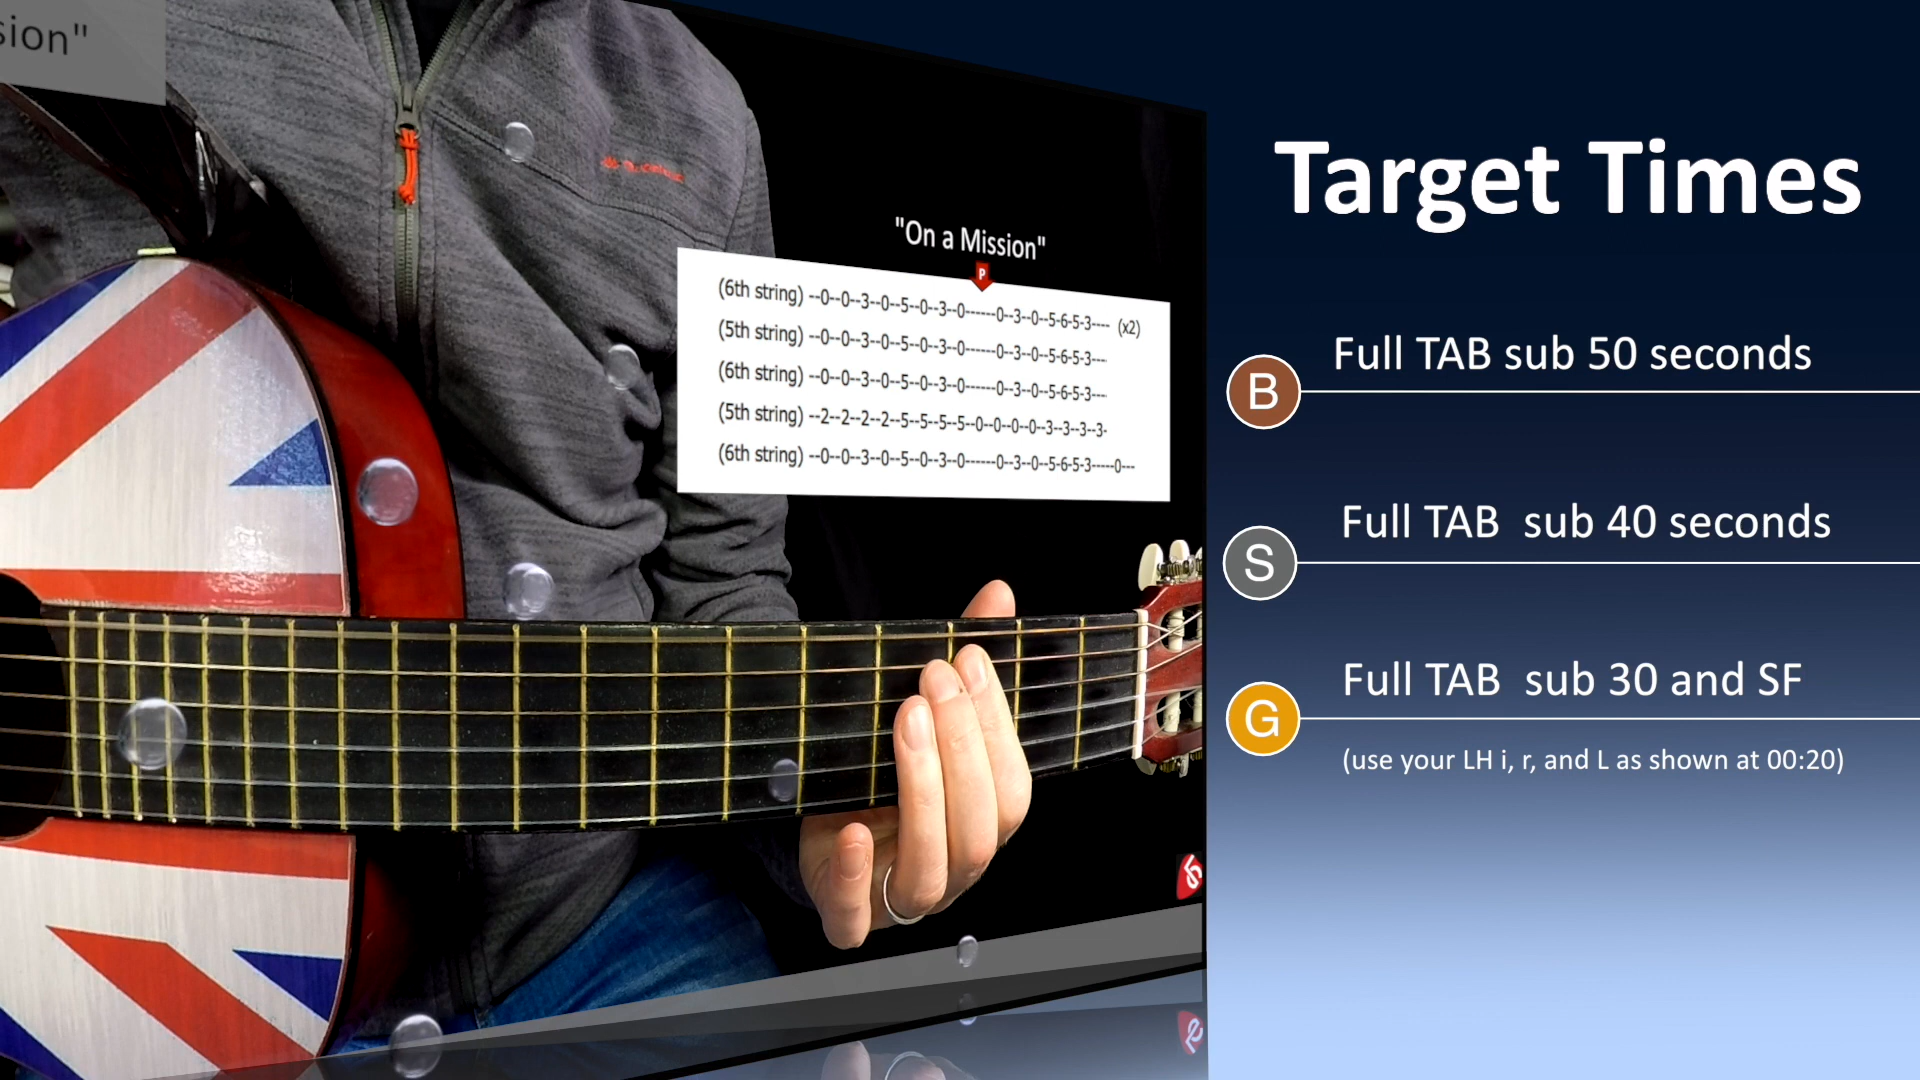 sion"
"On a Mission"
P
(6th string) --0--0--3--0--5--0--3--0------0--3--0--5-6-5-3---- (x2)
(5th string) --0--0--3--0--5--0--3--0------0--3--0--5-6-5-3----
(6th string) --0--0--3--0--5--0--3--0------0--3--0--5-6-5-3----
(5th string) --2--2--2--2--5--5--5--5--0--0--0--0--3--3--3--3-
(6th string) --0--0--3--0--5--0--3--0------0--3--0--5-6-5-3-----0---
Target Times
B
Full TAB sub 50 seconds
S
Full TAB  sub 40 seconds
G
Full TAB  sub 30 and SF
(use your LH i, r, and L as shown at 00:20)